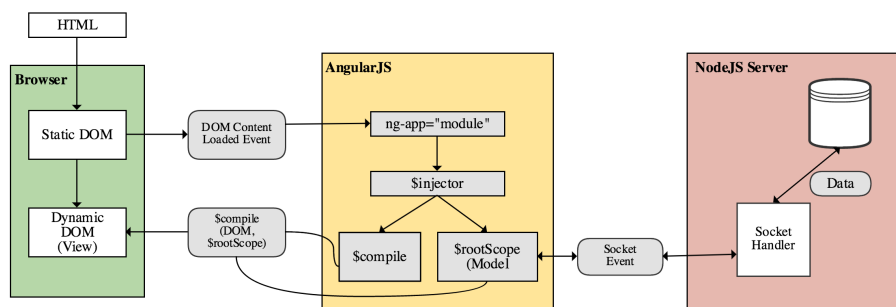 HTML
Browser
Static DOM
Dynamic
DOM
(View)
DOM Content
Loaded Event
$compile
(DOM,
$rootScope)
AngularJS
ng-app="module"
$injector
$compile
$rootScope
(Model
Socket
Event
NodeJS Server
Data
Socket
Handler